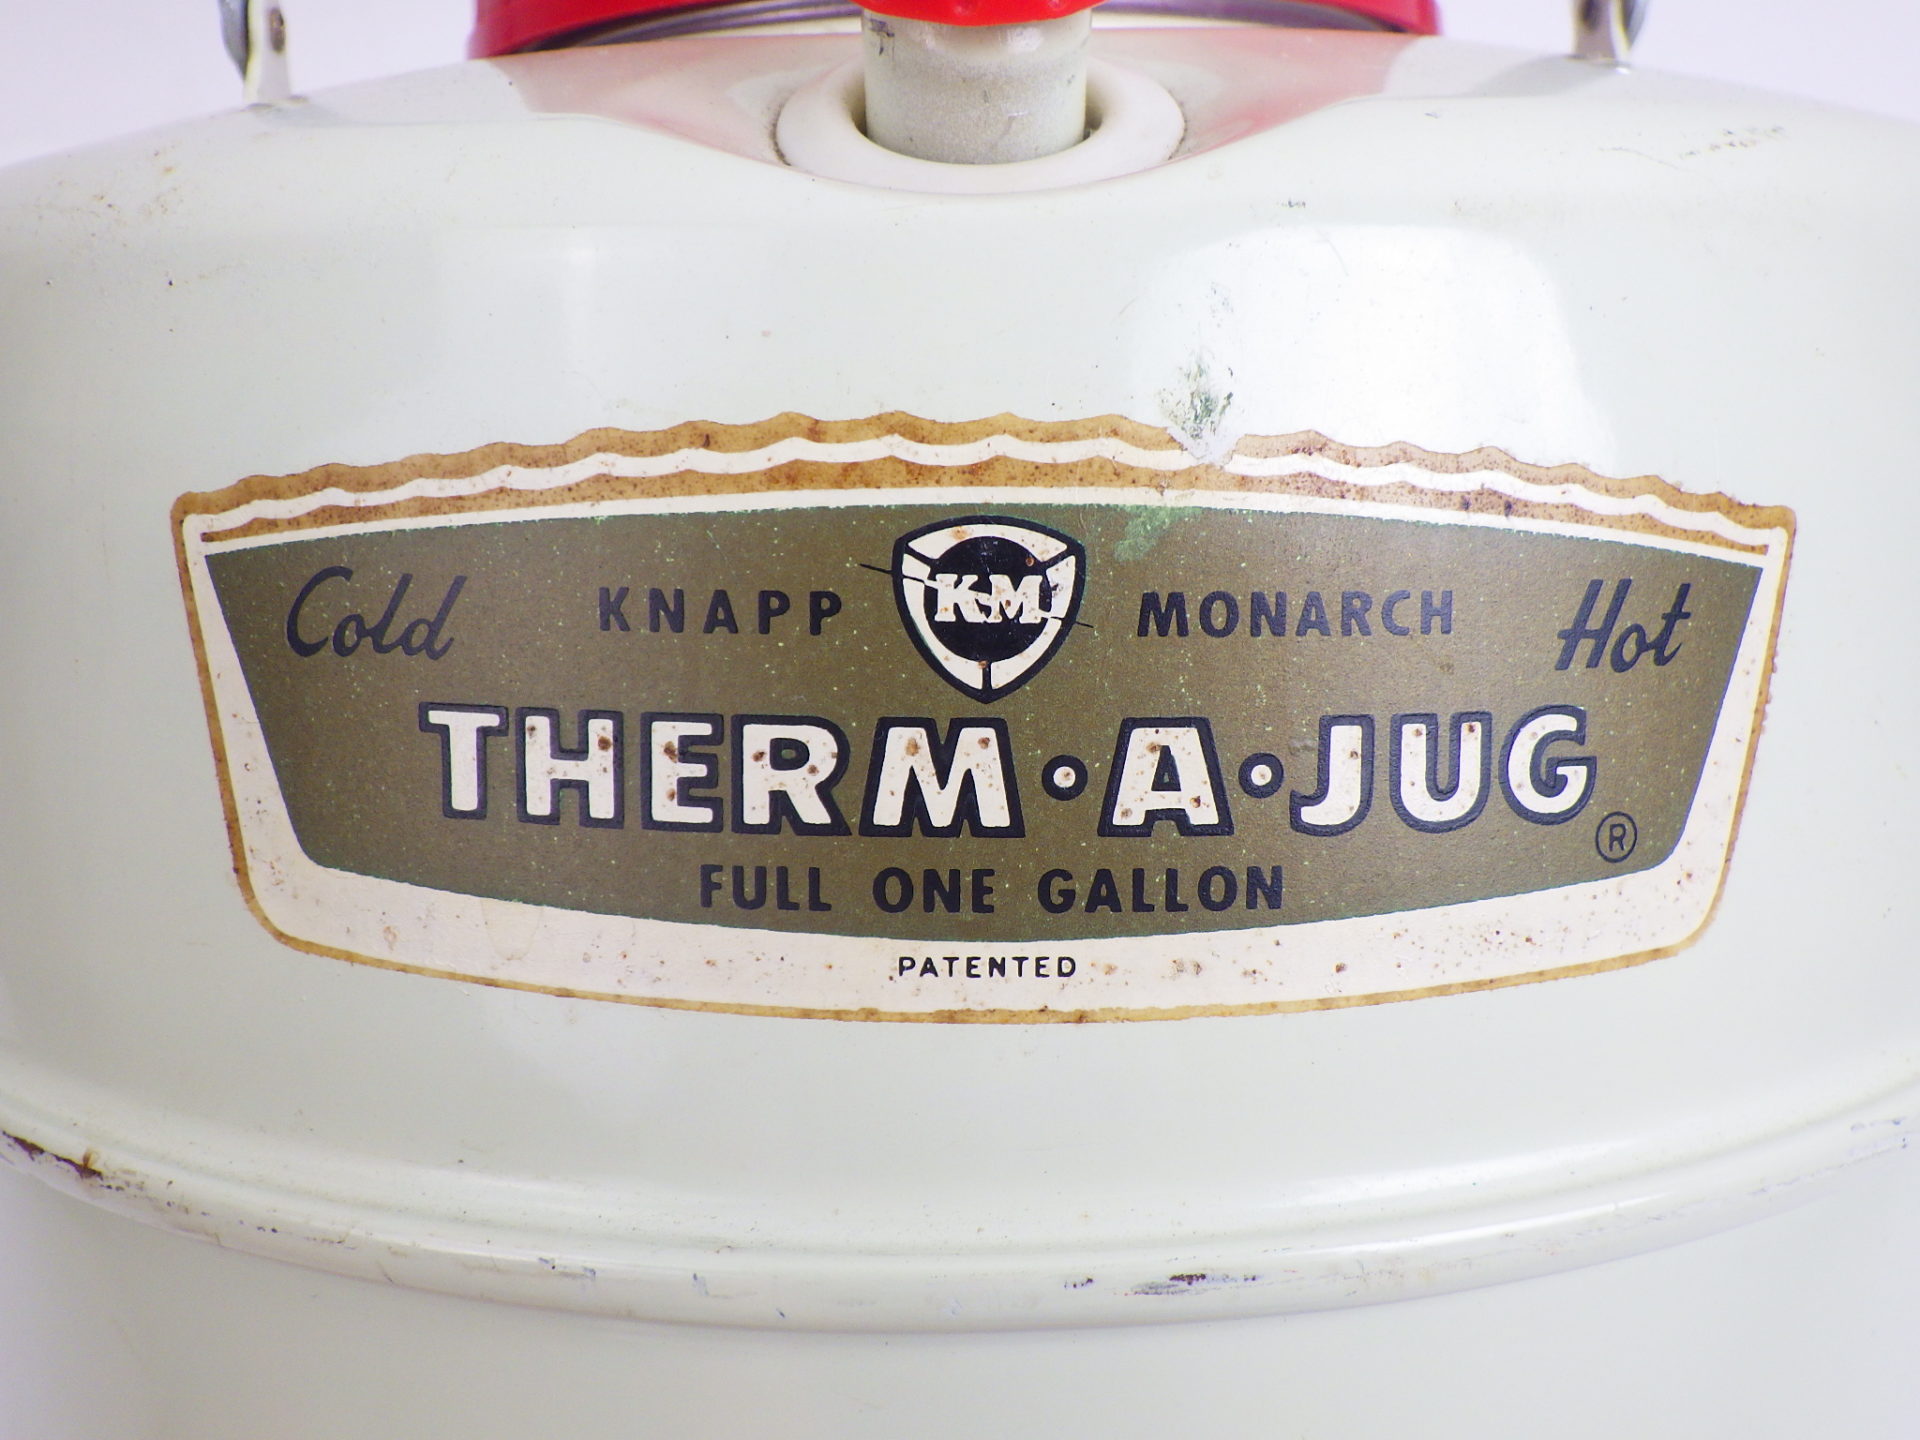 Cold KNAPP KM MONARCH Hot
THERM•A•JUG ®
FULL ONE GALLON
PATENTED